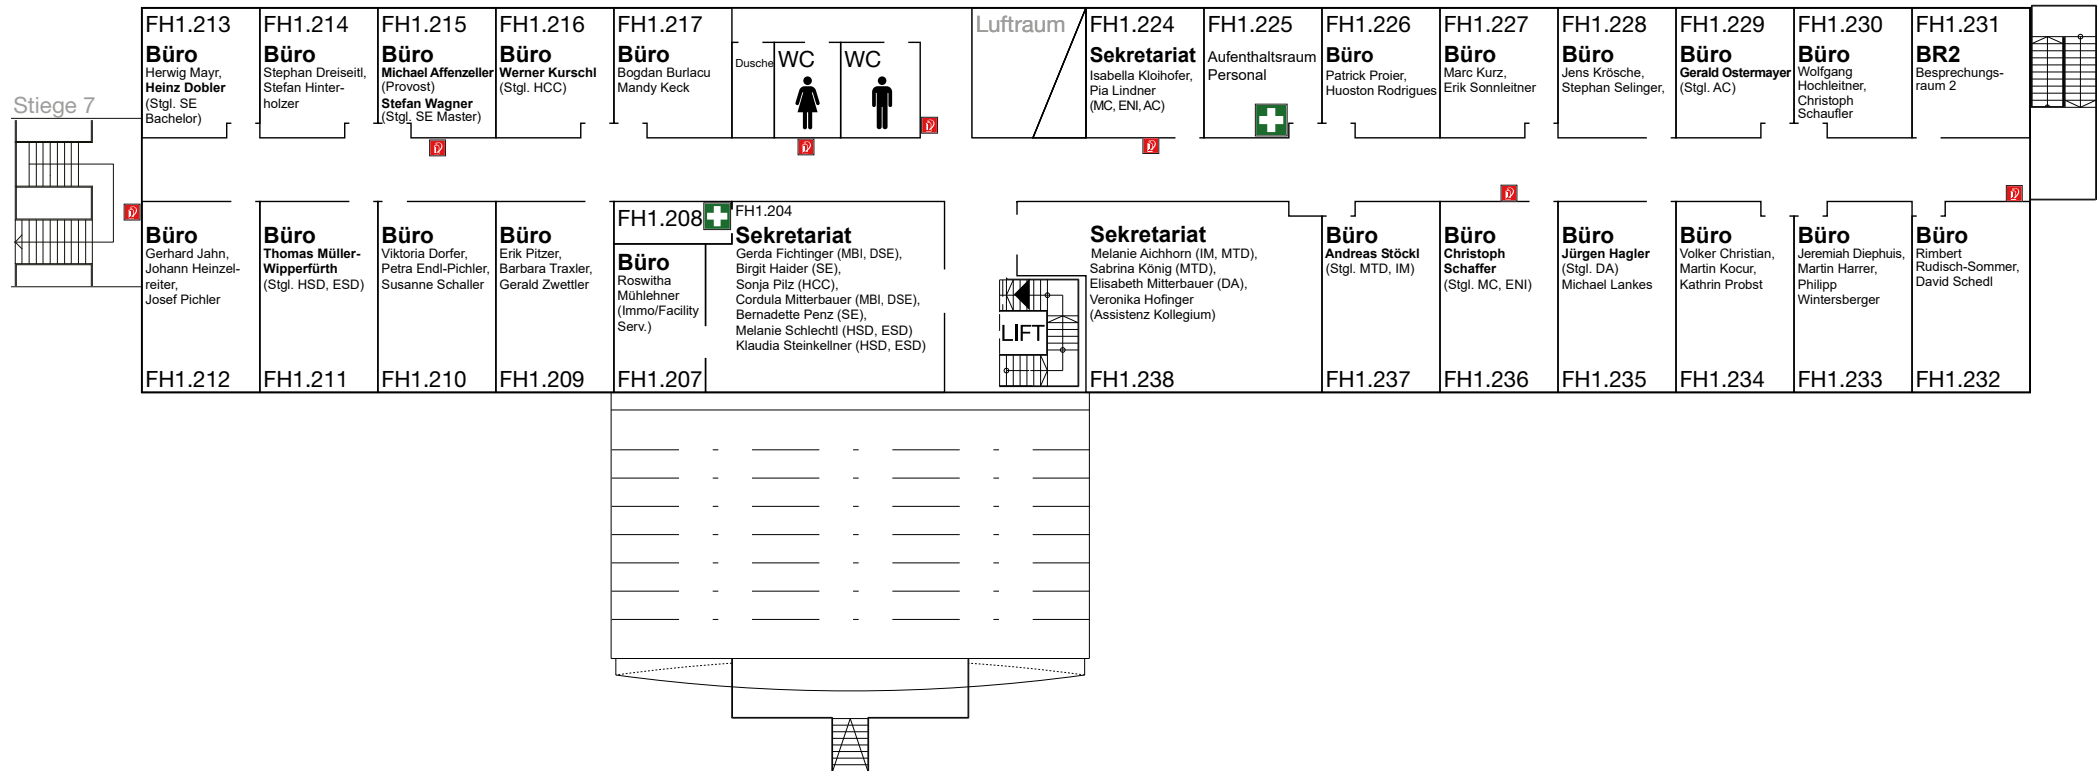 FH1.213
Büro
Herwig Mayr,
Heinz Dobler
(Stgl. SE
Bachelor)
FH1.214
Büro
Stephan Dreiseitl,
Stefan Hinter-
holzer
FH1.215
Büro
Michael Affenzeller
(Provost)
Stefan Wagner
(Stgl. SE Master)
FH1.216
Büro
Werner Kurschl
(Stgl. HCC)
FH1.217
Büro
Bogdan Burlacu
Mandy Keck
Dusche
WC
WC
Luftraum
FH1.224
Sekretariat
Isabella Kloihofer,
Pia Lindner
(MC, ENI, AC)
FH1.225
Aufenthaltsraum
Personal
FH1.226
Büro
Patrick Proier,
Huoston Rodrigues
FH1.227
Büro
Marc Kurz,
Erik Sonnleitner
FH1.228
Büro
Jens Krösche,
Stephan Selinger,
FH1.229
Büro
Gerald Ostermayer
(Stgl. AC)
FH1.230
Büro
Wolfgang
Hochleitner,
Christoph
Schaufler
FH1.231
BR2
Besprechungs-
raum 2
Stiege 7
Büro
Gerhard Jahn,
Johann Heinzel-
reiter,
Josef Pichler
FH1.212
Büro
Thomas Müller-
Wipperfürth
(Stgl. HSD, ESD)
FH1.211
Büro
Viktoria Dorfer,
Petra Endl-Pichler,
Susanne Schaller
FH1.210
Büro
Erik Pitzer,
Barbara Traxler,
Gerald Zwettler
FH1.209
FH1.208
Büro
Roswitha
Mühlehner
(Immo/Facility
Serv.)
FH1.207
FH1.204
Sekretariat
Gerda Fichtinger (MBI, DSE),
Birgit Haider (SE),
Sonja Pilz (HCC),
Cordula Mitterbauer (MBI, DSE),
Bernadette Penz (SE),
Melanie Schlechtl (HSD, ESD)
Klaudia Steinkellner (HSD, ESD)
LIFT
Sekretariat
Melanie Aichhorn (IM, MTD),
Sabrina König (MTD),
Elisabeth Mitterbauer (DA),
Veronika Hofinger
(Assistenz Kollegium)
FH1.238
Büro
Andreas Stöckl
(Stgl. MTD, IM)
FH1.237
Büro
Christoph
Schaffer
(Stgl. MC, ENI)
FH1.236
Büro
Jürgen Hagler
(Stgl. DA)
Michael Lankes
FH1.235
Büro
Volker Christian,
Martin Kocur,
Kathrin Probst
FH1.234
Büro
Jeremiah Diephuis,
Martin Harrer,
Philipp
Wintersberger
FH1.233
Büro
Rimbert
Rudisch-Sommer,
David Schedl
FH1.232